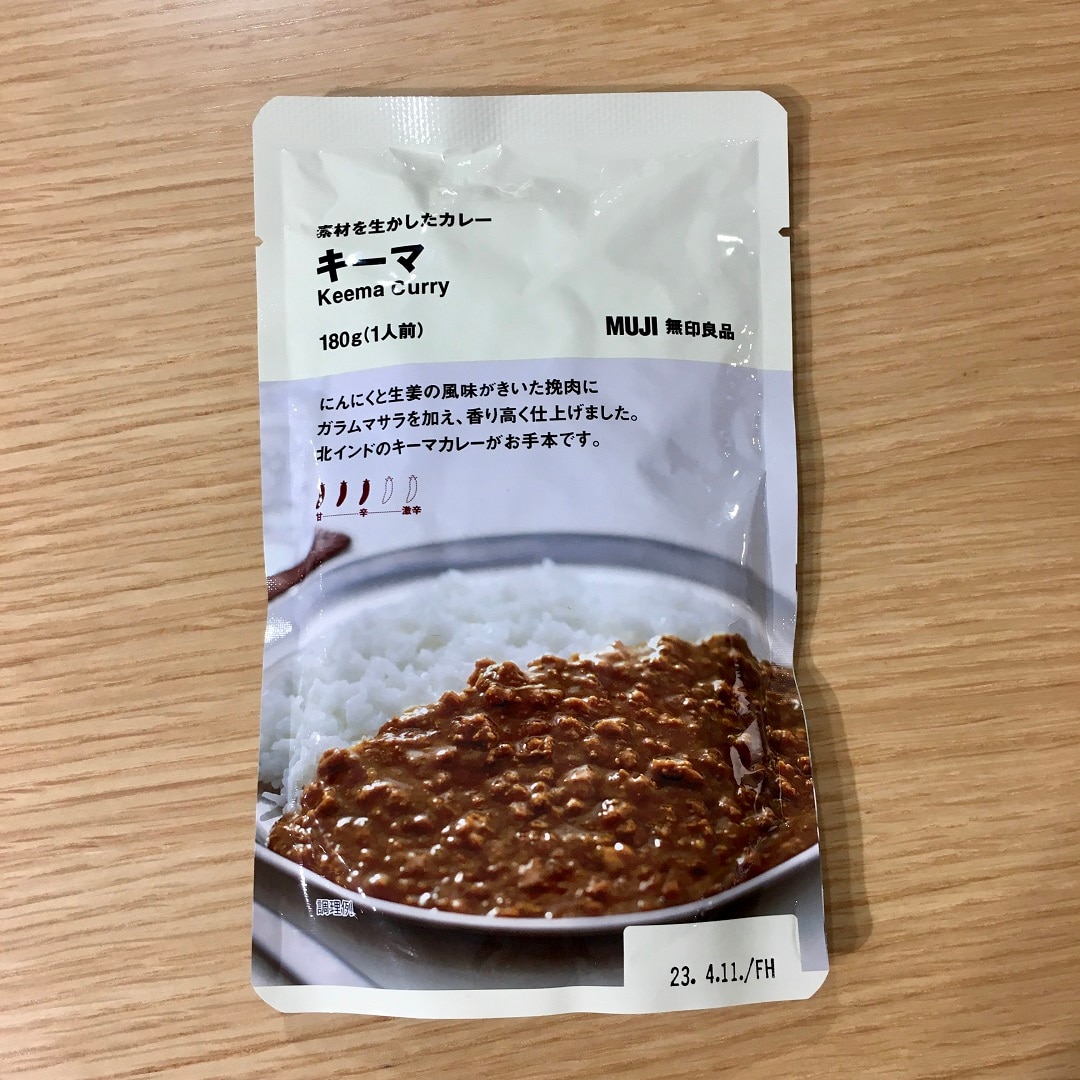 素材を生かしたカレー
キーマ
Keema Curry
180g(1人前)
MUJI 無印良品
にんにくと生姜の風味がきいた挽肉に
ガラムマサラを加え、香り高く仕上げました。
北インドのキーマカレーがお手本です。
甘 辛 激辛
調理例
23. 4.11./FH